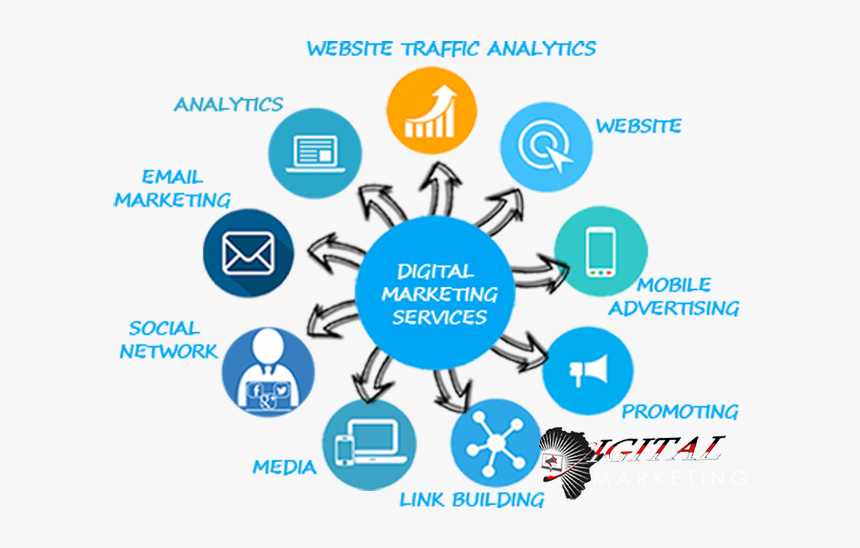 WEBSITE TRAFFIC ANALYTICS
ANALYTICS
WEBSITE
EMAIL
MARKETING
DIGITAL
MARKETING
SERVICES
MOBILE
ADVERTISING
SOCIAL
NETWORK
PROMOTING
MEDIA
LINK BUILDING
DIGITAL
MARKETING